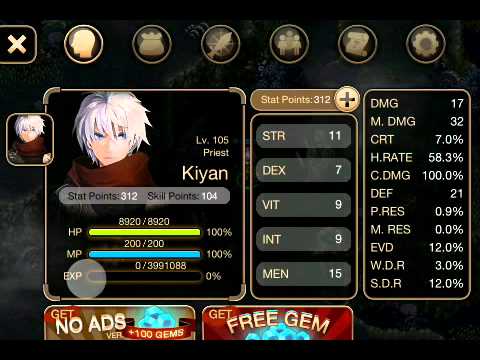 Lv. 105
Priest
Kiyan
Stat Points:312 Skill Points:104
8920/8920
HP 100%
200/200
MP 100%
0/3991088
EXP 0%
Stat Points:312
STR 11
DEX 7
VIT 9
INT 9
MEN 15
DMG 17
M. DMG 32
CRT 7.0%
H.RATE 58.3%
C.DMG 100.0%
DEF 21
P.RES 0.9%
M. RES 0.0%
EVD 12.0%
W.D.R 3.0%
S.D.R 12.0%
GET
NO ADS
VER.
+100 GEMS
GET
FREE GEM